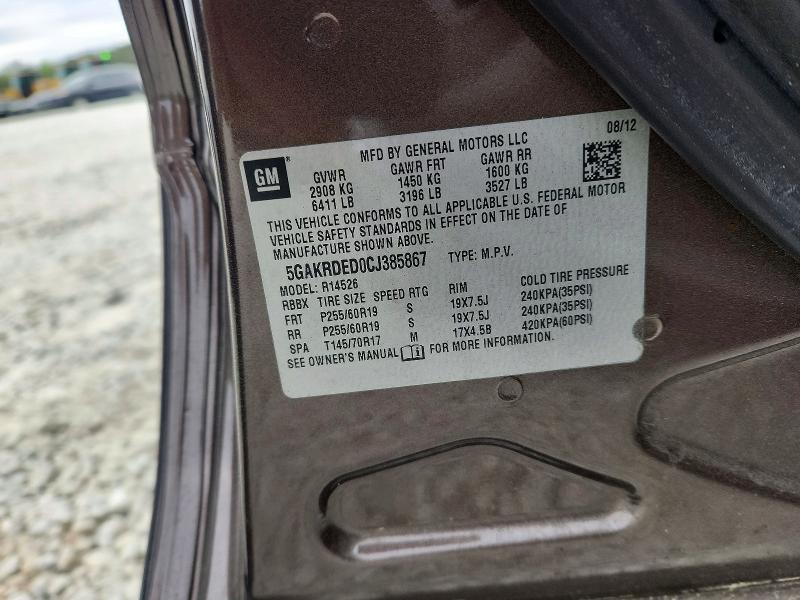 08/12
GM®
MFD BY GENERAL MOTORS LLC
GVWR GAWR FRT GAWR RR
2908 KG 1450 KG 1600 KG
6411 LB 3196 LB 3527 LB
THIS VEHICLE CONFORMS TO ALL APPLICABLE U.S. FEDERAL MOTOR
VEHICLE SAFETY STANDARDS IN EFFECT ON THE DATE OF
MANUFACTURE SHOWN ABOVE.
5GAKRDED0CJ385867 TYPE: M.P.V.
MODEL: R14526
RBBX TIRE SIZE SPEED RTG RIM COLD TIRE PRESSURE
FRT P255/60R19 S 19X7.5J 240KPA(35PSI)
RR P255/60R19 S 19X7.5J 240KPA(35PSI)
SPA T145/70R17 M 17X4.5B 420KPA(60PSI)
SEE OWNER'S MANUAL FOR MORE INFORMATION.